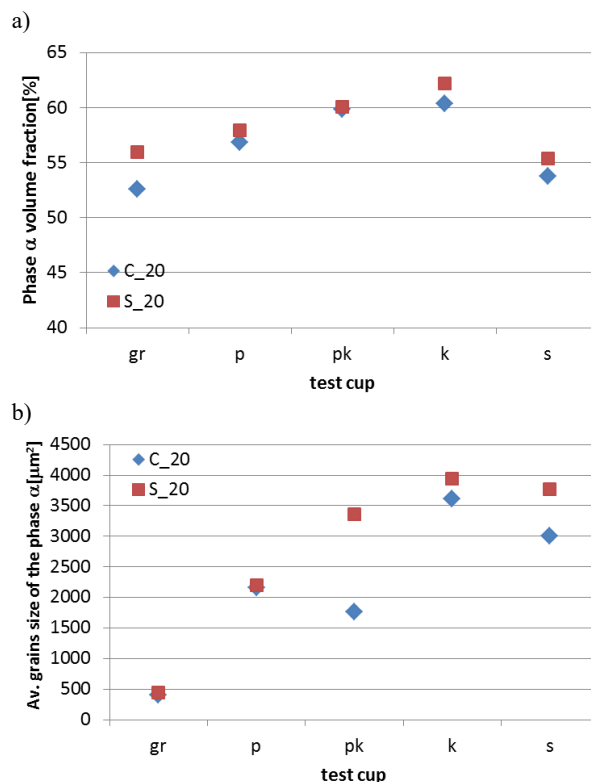 a)
Phase α volume fraction[%]
65
60
55
50
45
40
C_20
S_20
gr p pk k s
test cup
b)
Av. grains size of the phase α[μm²]
4500
4000
3500
3000
2500
2000
1500
1000
500
0
C_20
S_20
gr p pk k s
test cup